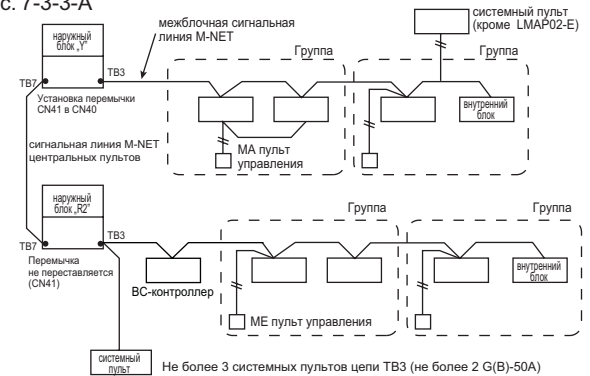 с. 7-3-3-A
наружный
блок „Y”
TB7
TB3
межблочная сигнальная
линия M-NET
системный пульт
(кроме LMAP02-E)
Группа
Группа
Установка перемычки
CN41 в CN40
внутренний
блок
MA пульт
управления
сигнальная линия M-NET
центральных пультов
наружный
блок „R2”
TB7
TB3
Группа
Группа
Перемычка
не переставляется
(CN41)
BC-контроллер
внутренний
блок
ME пульт управления
системный
пульт
Не более 3 системных пультов цепи TB3 (не более 2 G(B)-50A)